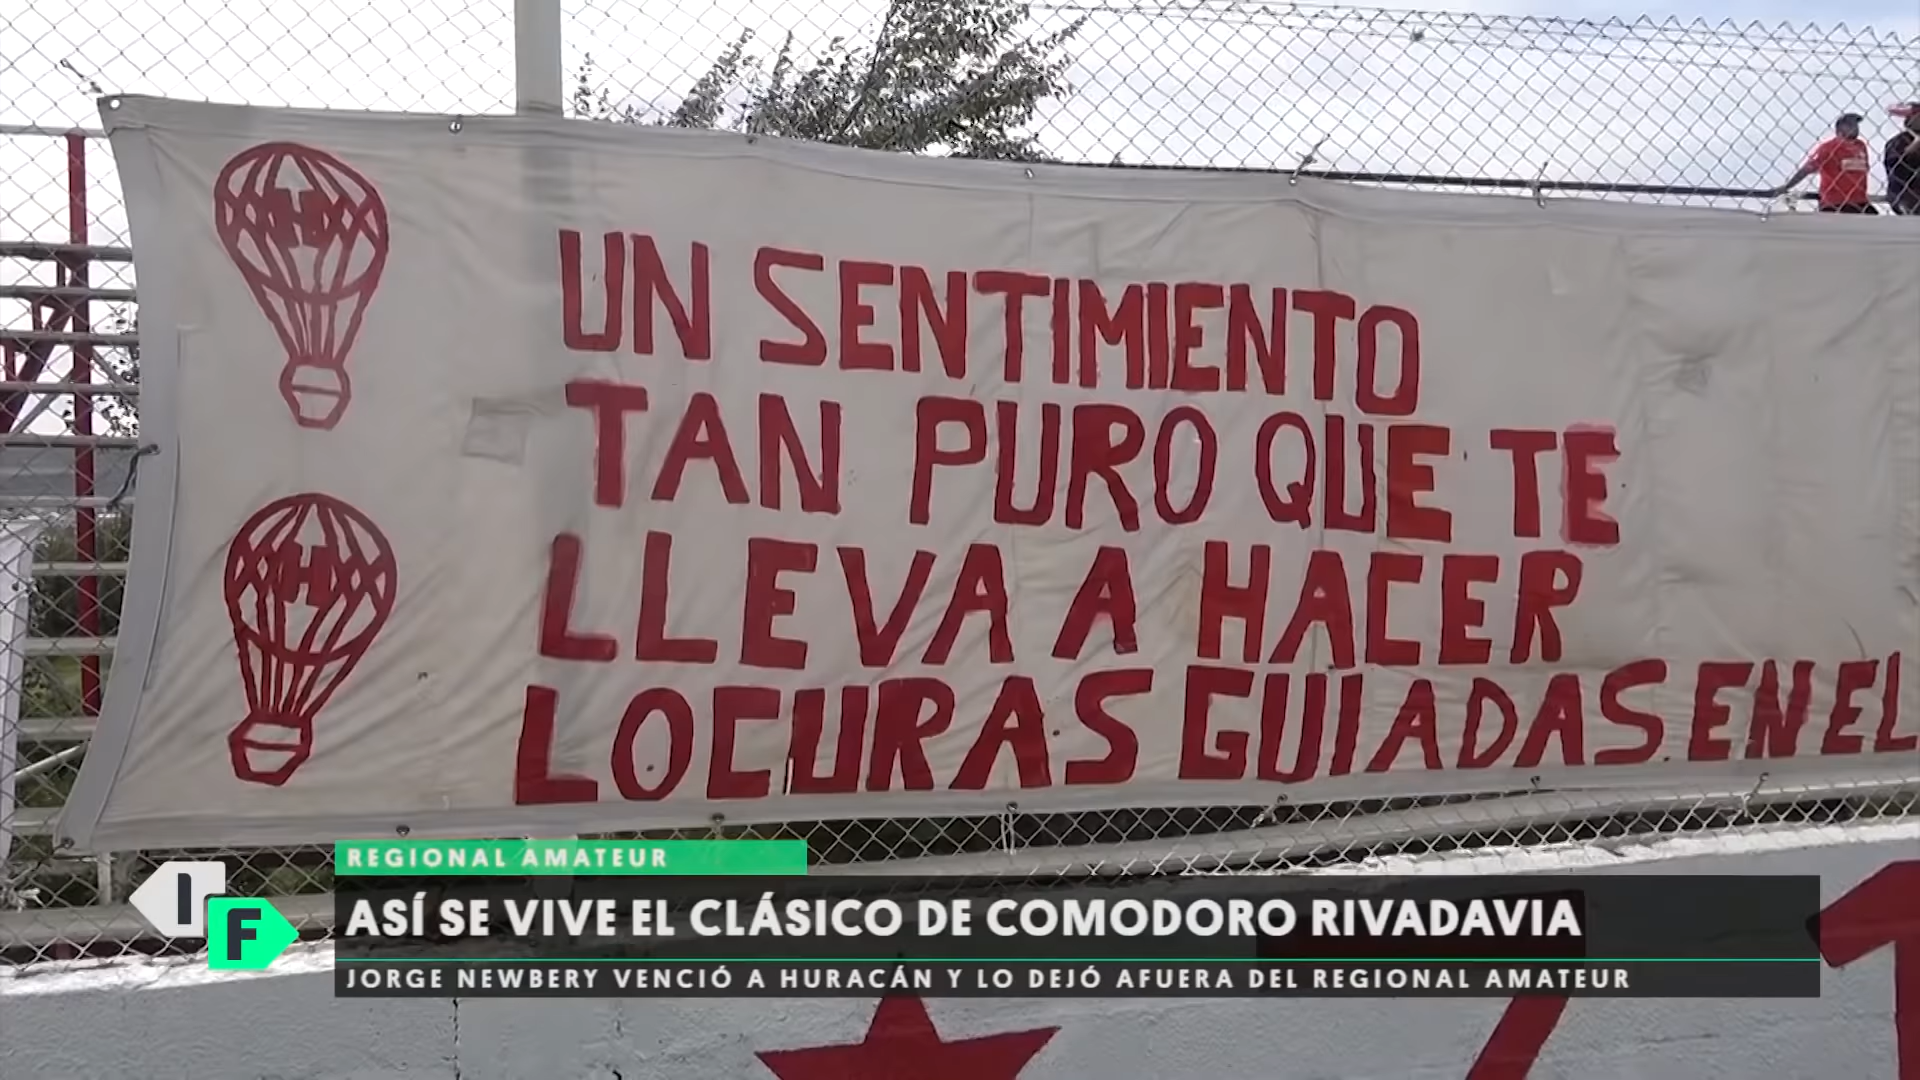 H
UN SENTIMIENTO
TAN PURO QUE TE
LLEVA A HACER
LOCURAS GUIADAS.EN EL
H
REGIONAL AMATEUR
IF
ASÍ SE VIVE EL CLÁSICO DE COMODORO RIVADAVIA
JORGE NEWBERY VENCIÓ A HURACÁN Y LO DEJÓ AFUERA DEL REGIONAL AMATEUR